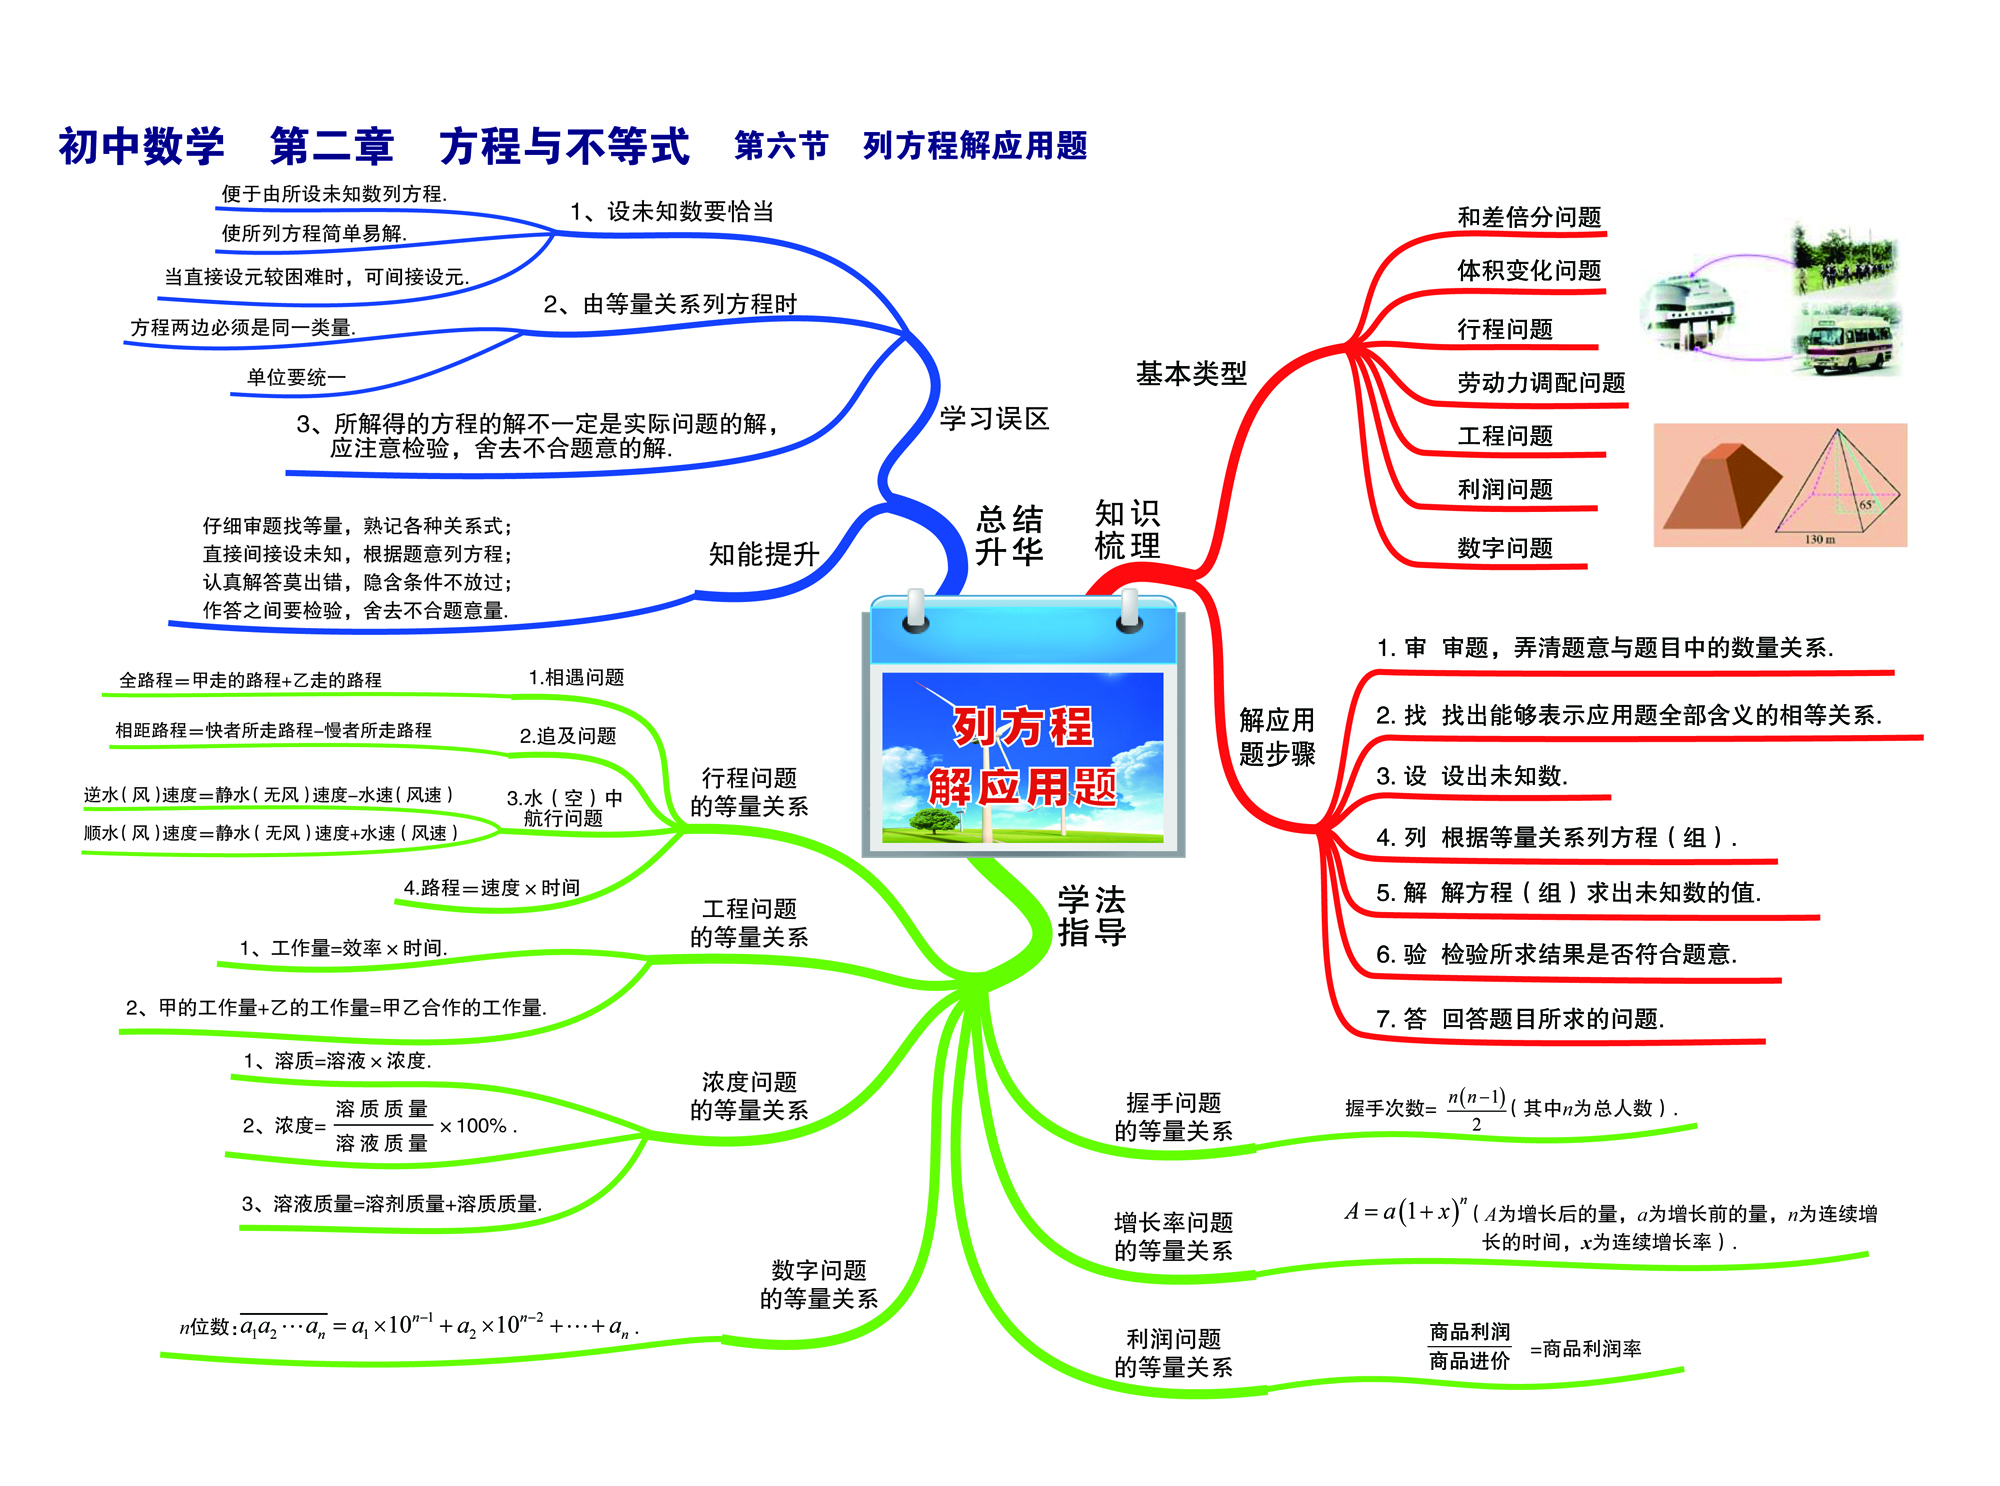 初中数学 第二章 方程与不等式 第六节 列方程解应用题
便于由所设未知数列方程.
使所列方程简单易解.
当直接设元较困难时，可间接设元.
1、设未知数要恰当
方程两边必须是同一类量.
单位要统一
2、由等量关系列方程时
3、所解得的方程的解不一定是实际问题的解，
应注意检验，舍去不合题意的解.
学习误区
仔细审题找等量，熟记各种关系式；
直接间接设未知，根据题意列方程；
认真解答莫出错，隐含条件不放过；
作答之间要检验，舍去不合题意量.
知能提升
总结
升华
知识
梳理
基本类型
和差倍分问题
体积变化问题
行程问题
劳动力调配问题
工程问题
利润问题
数字问题
65°
130 m
解应用
题步骤
1. 审 审题，弄清题意与题目中的数量关系.
2. 找 找出能够表示应用题全部含义的相等关系.
3. 设 设出未知数.
4. 列 根据等量关系列方程（组）.
5. 解 解方程（组）求出未知数的值.
6. 验 检验所求结果是否符合题意.
7. 答 回答题目所求的问题.
列方程
解应用题
学法
指导
行程问题
的等量关系
1.相遇问题
全路程＝甲走的路程+乙走的路程
2.追及问题
相距路程＝快者所走路程−慢者所走路程
3.水（空）中
航行问题
逆水（风）速度＝静水（无风）速度−水速（风速）
顺水（风）速度＝静水（无风）速度+水速（风速）
4.路程＝速度×时间
工程问题
的等量关系
1、工作量=效率×时间.
2、甲的工作量+乙的工作量=甲乙合作的工作量.
浓度问题
的等量关系
1、溶质=溶液×浓度.
2、浓度= 溶质质量/溶液质量 ×100% .
3、溶液质量=溶剂质量+溶质质量.
数字问题
的等量关系
n位数: a₁a₂⋯aₙ = a₁×10ⁿ⁻¹ + a₂×10ⁿ⁻² + ⋯ + aₙ .
握手问题
的等量关系
握手次数= n(n−1)/2（其中n为总人数）.
增长率问题
的等量关系
A = a(1+x)ⁿ（A为增长后的量，a为增长前的量，n为连续增
长的时间，x为连续增长率）.
利润问题
的等量关系
商品利润/商品进价 =商品利润率